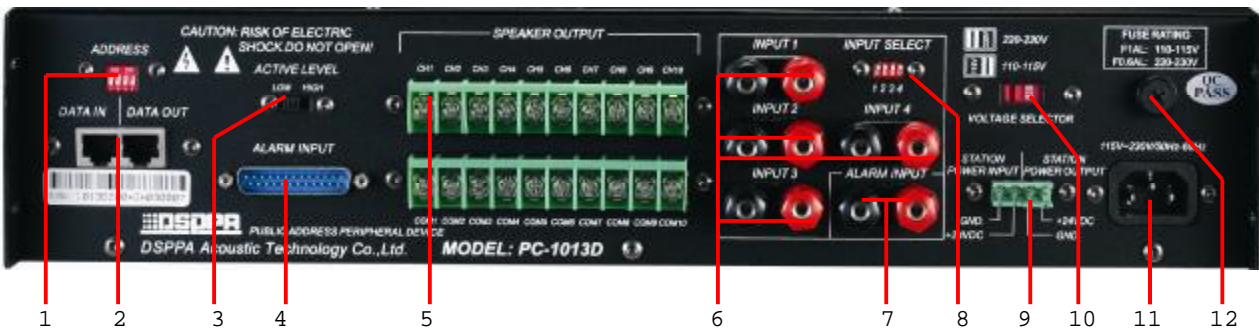 CAUTION: RISK OF ELECTRIC
SHOCK DO NOT OPEN!
ADDRESS
ACTIVE LEVEL
LOW HIGH
DATA IN DATA OUT
ALARM INPUT
SPEAKER OUTPUT
CH1 CH2 CH3 CH4 CH5 CH6 CH7 CH8 CH9 CH10
COM1 COM2 COM3 COM4 COM5 COM6 COM7 COM8 COM9 COM10
DSPPA
PUBLIC ADDRESS PERIPHERAL DEVICE
DSPPA Acoustic Technology Co.,Ltd.
MODEL: PC-1013D
INPUT 1
INPUT SELECT
1 2 3 4
INPUT 2
INPUT 4
INPUT 3
ALARM INPUT
220-230V
110-115V
VOLTAGE SELECTOR
FUSE RATING
F1AL: 110-115V
F0.6AL: 220-230V
QC
PASS
115V~230V/50Hz-60Hz
STATION
POWER INPUT
STATION
POWER OUTPUT
GND
+24VDC
+24VDC
GND
1 2 3 4 5 6 7 8 9 10 11 12